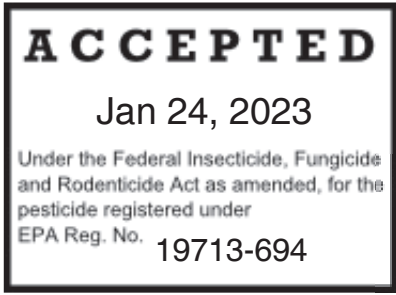 ACCEPTED
Jan 24, 2023
Under the Federal Insecticide, Fungicide
and Rodenticide Act as amended, for the
pesticide registered under
EPA Reg. No. 19713-694